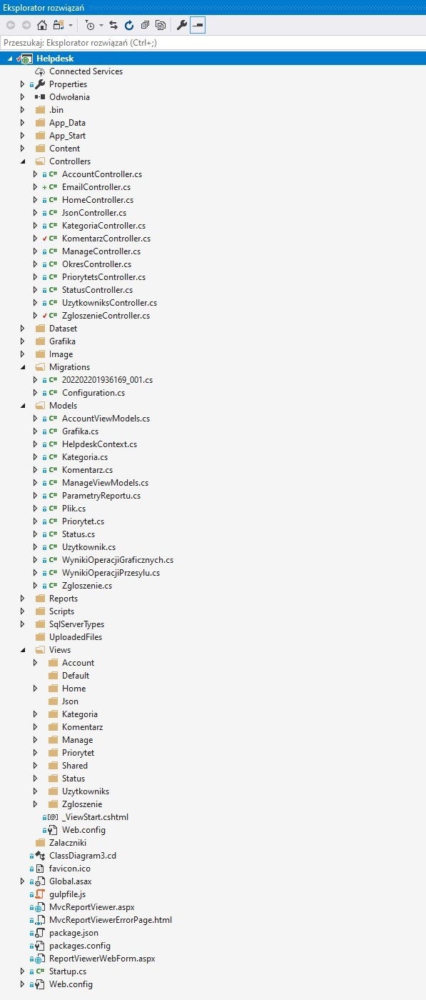 Eksplorator rozwiązań
Przeszukaj: Eksplorator rozwiązań (Ctrl+;)
Helpdesk
Connected Services
Properties
Odwołania
.bin
App_Data
App_Start
Content
Controllers
C# AccountController.cs
C# EmailController.cs
C# HomeController.cs
C# JsonController.cs
C# KategoriaController.cs
C# KomentarzController.cs
C# ManageController.cs
C# OkresController.cs
C# PriorytetsController.cs
C# StatusController.cs
C# UzytkowniksController.cs
C# ZgloszenieController.cs
Dataset
Grafika
Image
Migrations
C# 202202201936169_001.cs
C# Configuration.cs
Models
C# AccountViewModels.cs
C# Grafika.cs
C# HelpdeskContext.cs
C# Kategoria.cs
C# Komentarz.cs
C# ManageViewModels.cs
C# ParametryReportu.cs
C# Plik.cs
C# Priorytet.cs
C# Status.cs
C# Uzytkownik.cs
C# WynikiOperacjiGraficznych.cs
C# WynikiOperacjiPrzesylu.cs
C# Zgloszenie.cs
Reports
Scripts
SqlServerTypes
UploadedFiles
Views
Account
Default
Home
Json
Kategoria
Komentarz
Manage
Priorytet
Shared
Status
Uzytkowniks
Zgloszenie
[@] _ViewStart.cshtml
Web.config
Zalaczniki
ClassDiagram3.cd
favicon.ico
Global.asax
gulpfile.js
MvcReportViewer.aspx
MvcReportViewerErrorPage.html
package.json
packages.config
ReportViewerWebForm.aspx
C# Startup.cs
Web.config